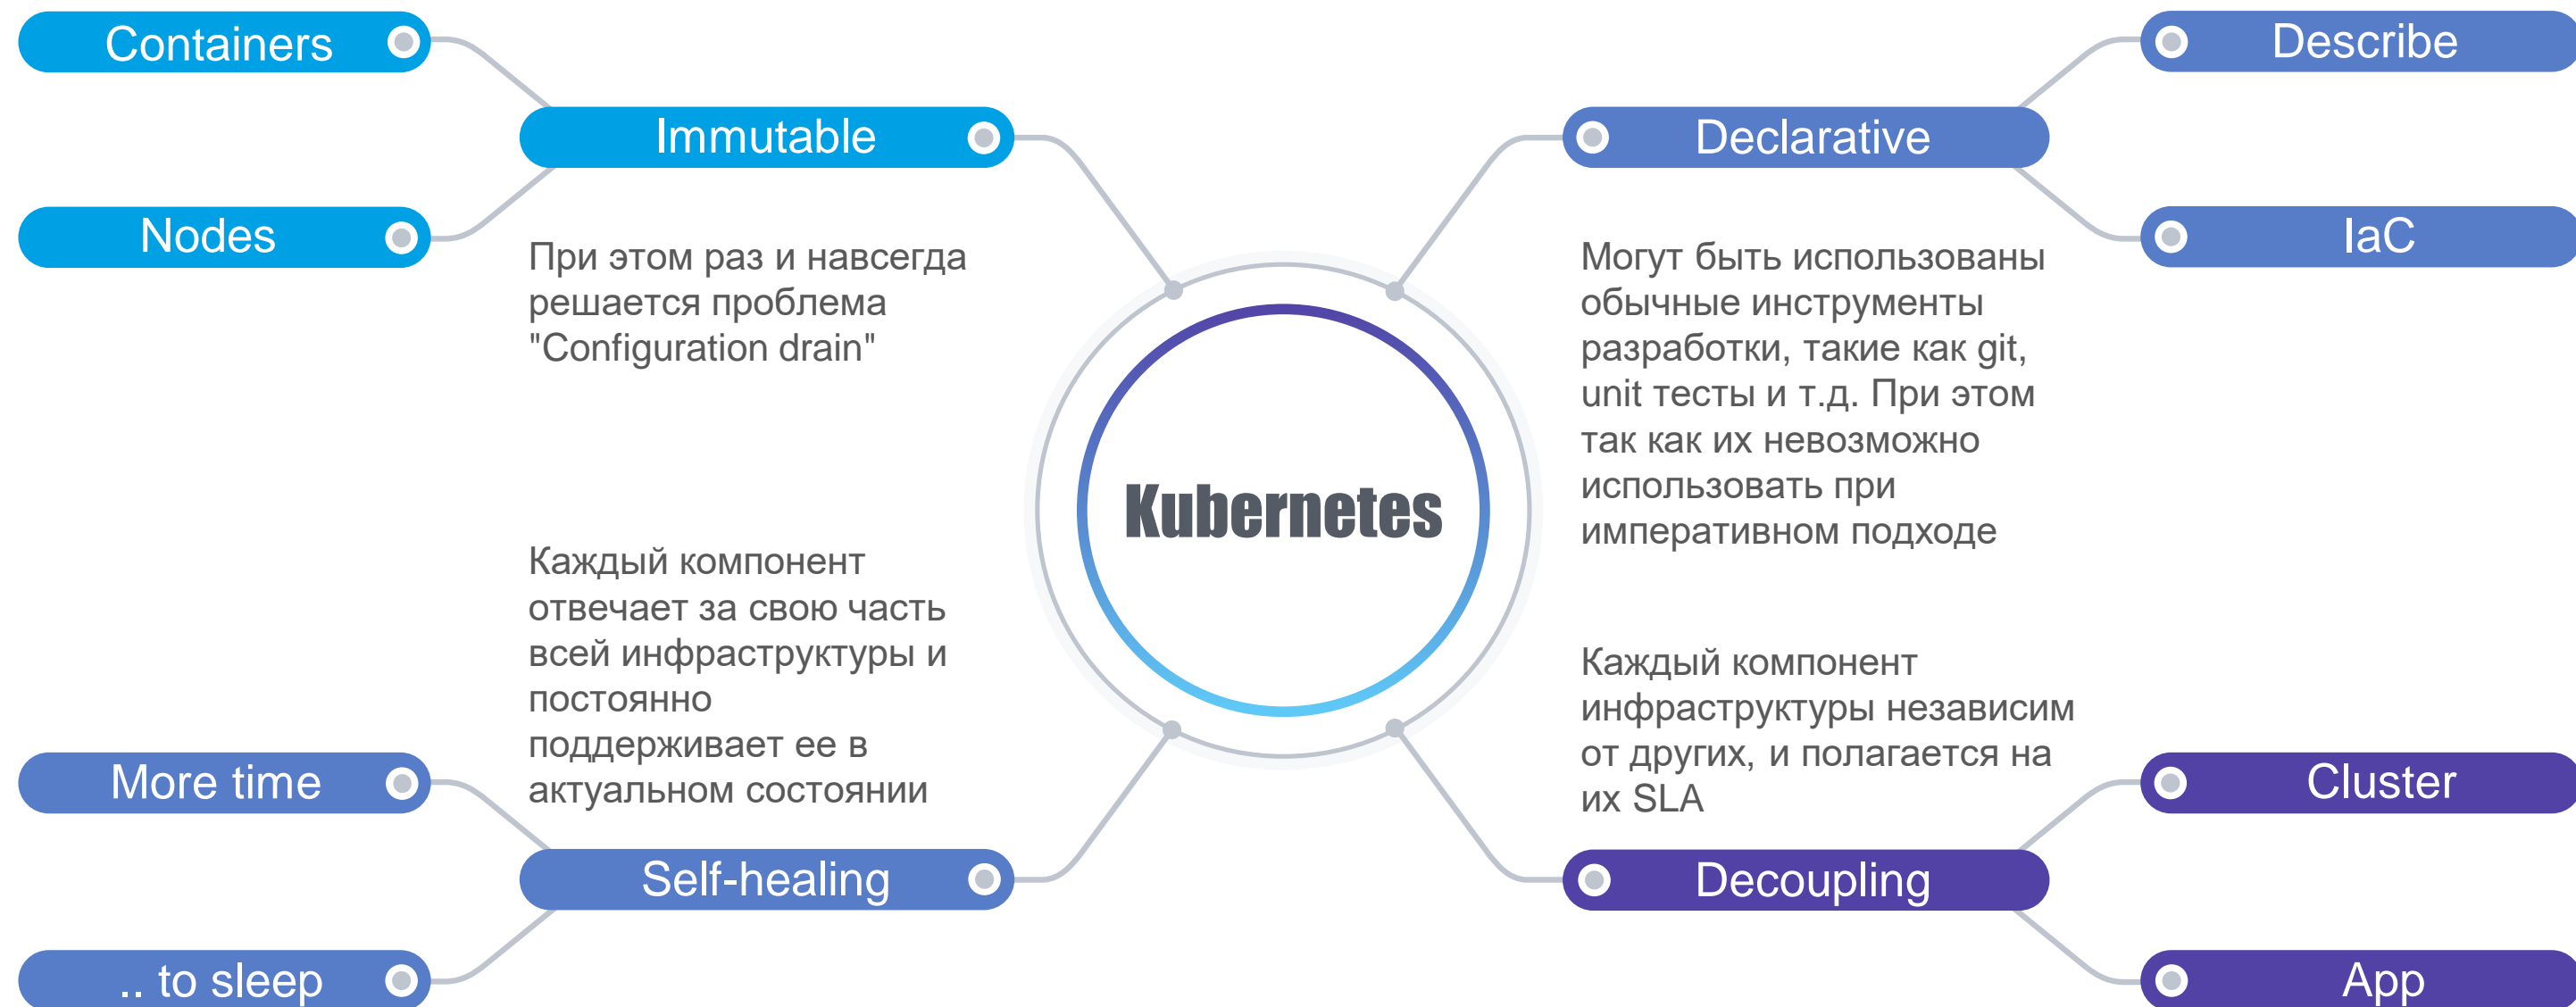 Containers
Immutable
Nodes
При этом раз и навсегда
решается проблема
"Configuration drain"
Describe
Declarative
IaC
Могут быть использованы
обычные инструменты
разработки, такие как git,
unit тесты и т.д. При этом
так как их невозможно
использовать при
императивном подходе
Kubernetes
Каждый компонент
отвечает за свою часть
всей инфраструктуры и
постоянно
поддерживает ее в
актуальном состоянии
More time
Self-healing
.. to sleep
Каждый компонент
инфраструктуры независим
от других, и полагается на
их SLA
Cluster
Decoupling
App